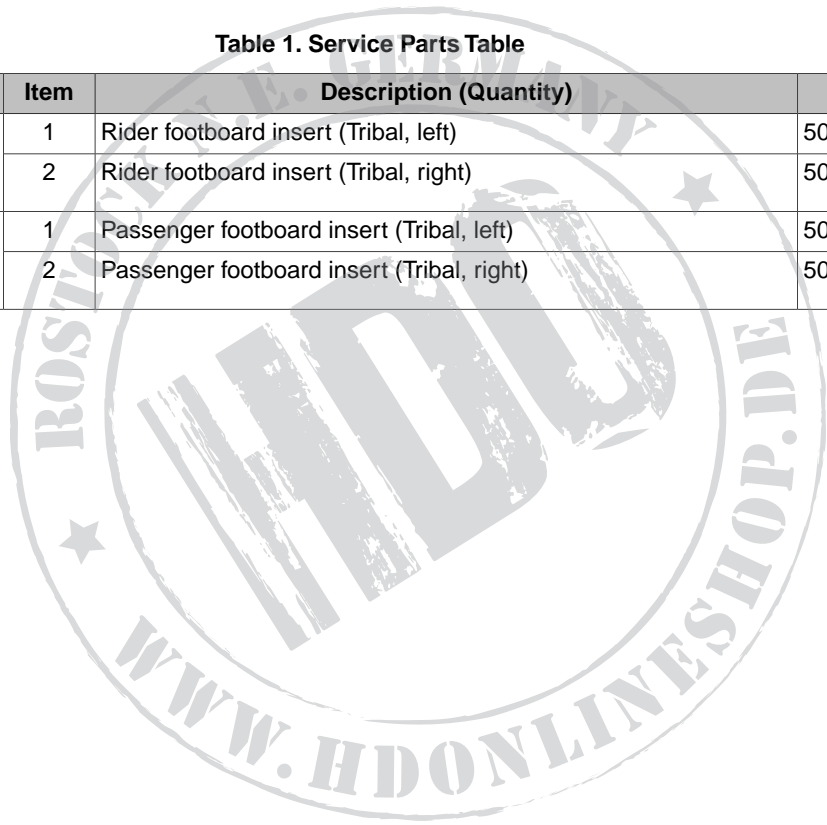 Table 1. Service Parts Table
Item Description (Quantity)
1 Rider footboard insert (Tribal, left) 50
2 Rider footboard insert (Tribal, right) 50
1 Passenger footboard insert (Tribal, left) 50
2 Passenger footboard insert (Tribal, right) 50
ROSTOCK N.E. GERMANY
HDO
WWW.HDONLINESHOP.DE